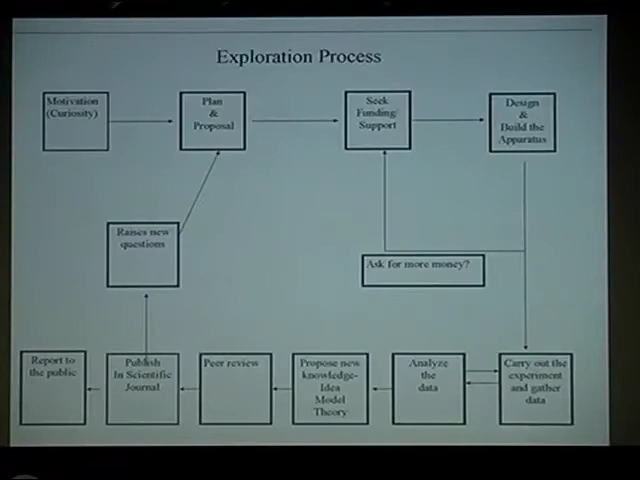 Exploration Process
Motivation
(Curiosity)
Plan
&
Proposal
Seek
Funding/
Support
Design
&
Build the
Apparatus
Raises new
questions
Ask for more money?
Report to
the public
Publish
In Scientific
Journal
Peer review
Propose new
knowledge-
Idea
Model
Theory
Analyze
the
data
Carry out the
experiment
and gather
data